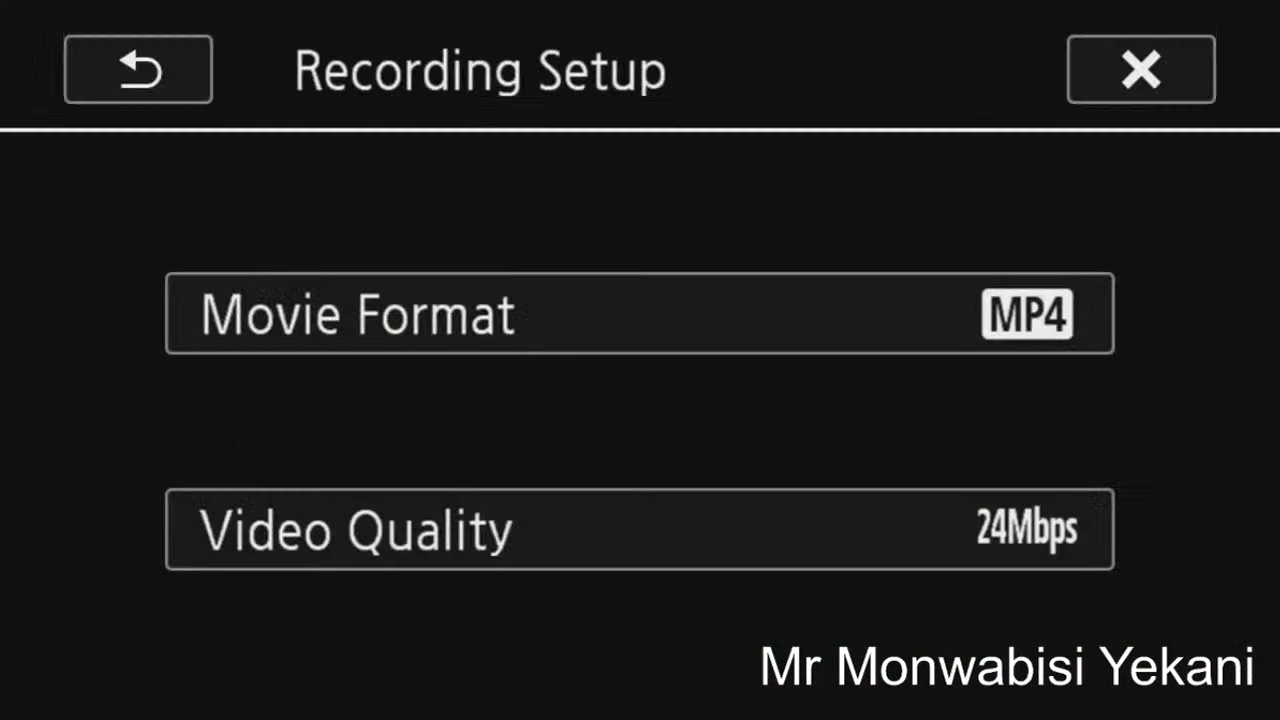 Recording Setup
Movie Format MP4
Video Quality 24Mbps
Mr Monwabisi Yekani